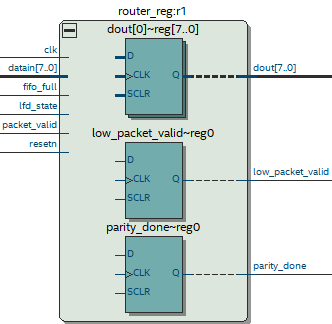 router_reg:r1
dout[0]~reg[7..0]
clk
D
datain[7..0]
CLK
Q
dout[7..0]
fifo_full
SCLR
lfd_state
packet_valid
low_packet_valid~reg0
resetn
D
CLK
Q
low_packet_valid
SCLR
parity_done~reg0
D
CLK
Q
parity_done
SCLR